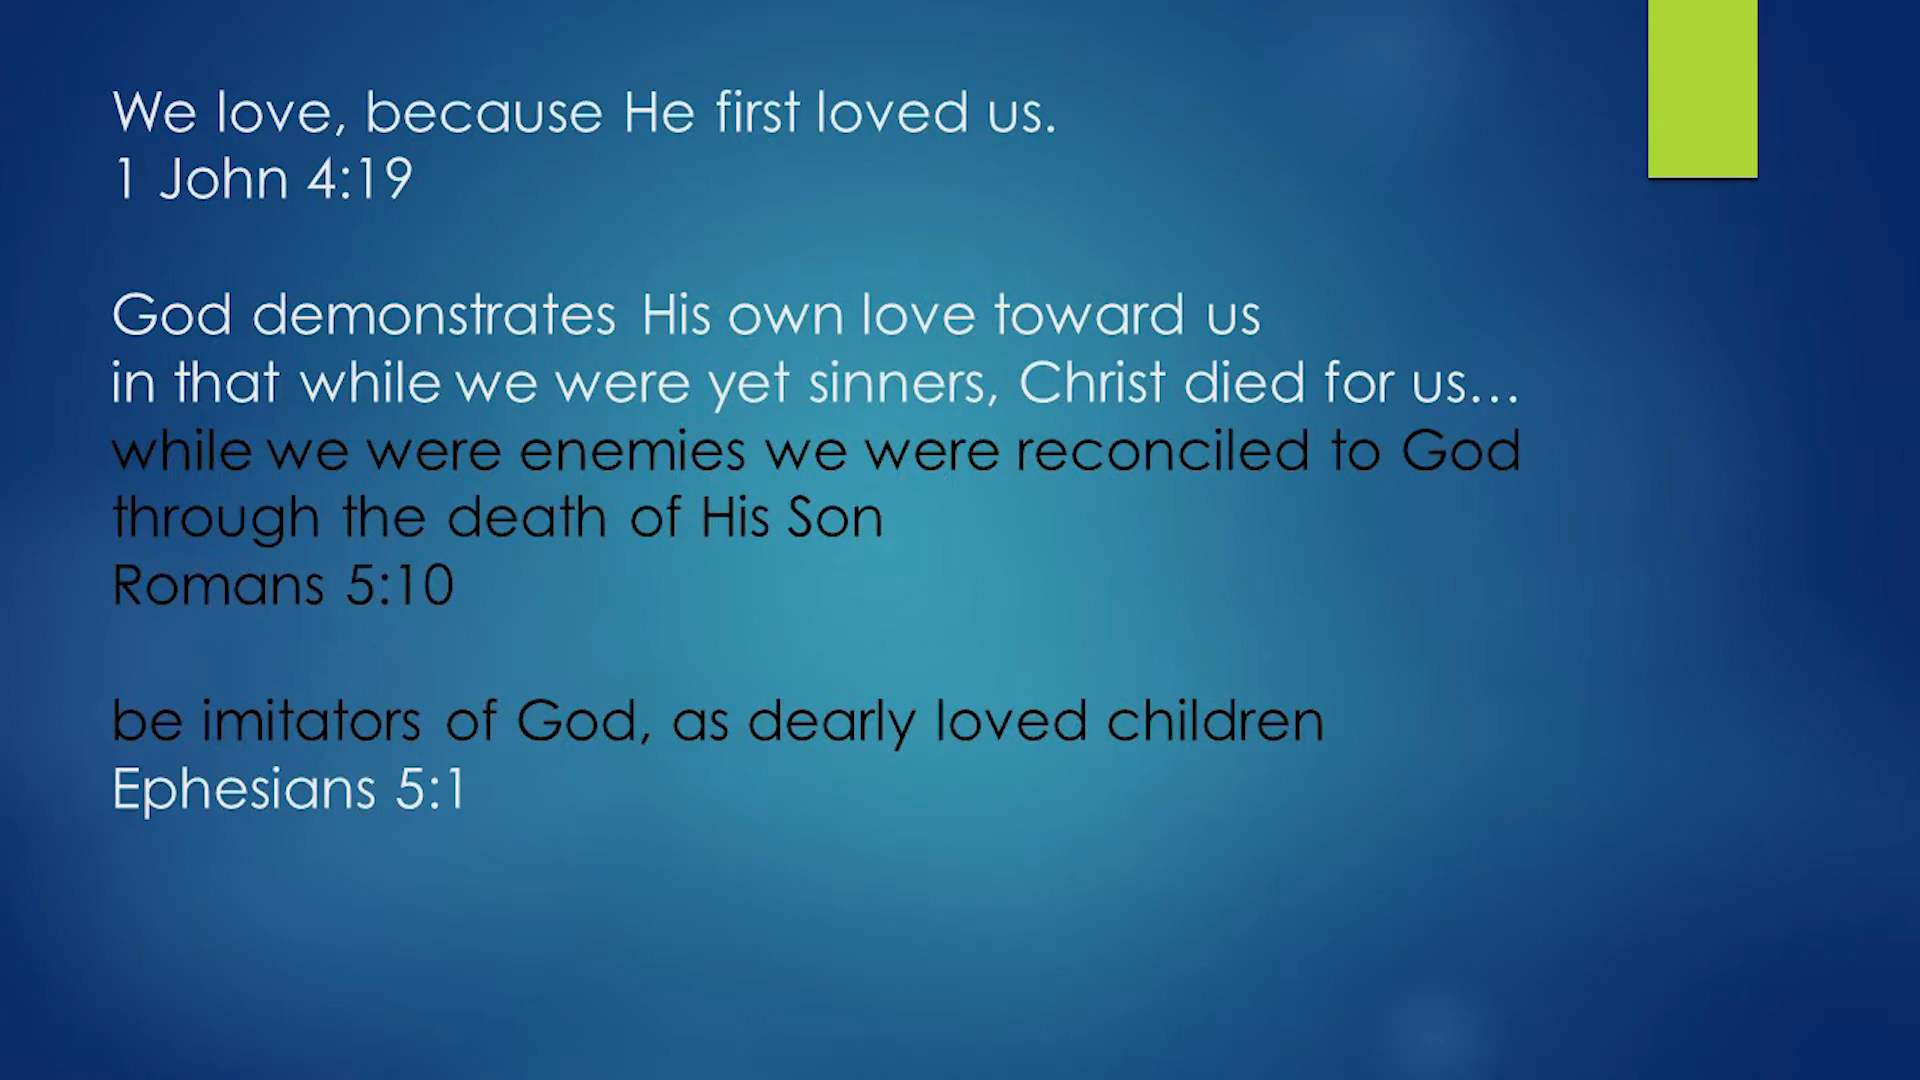 We love, because He first loved us.
1 John 4:19
God demonstrates His own love toward us
in that while we were yet sinners, Christ died for us...
while we were enemies we were reconciled to God
through the death of His Son
Romans 5:10
be imitators of God, as dearly loved children
Ephesians 5:1